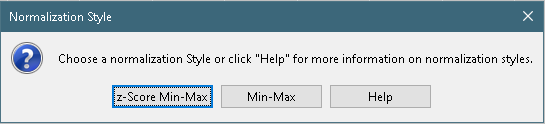 Normalization Style
Choose a normalization Style or click "Help" for more information on normalization styles.
z-Score Min-Max
Min-Max
Help